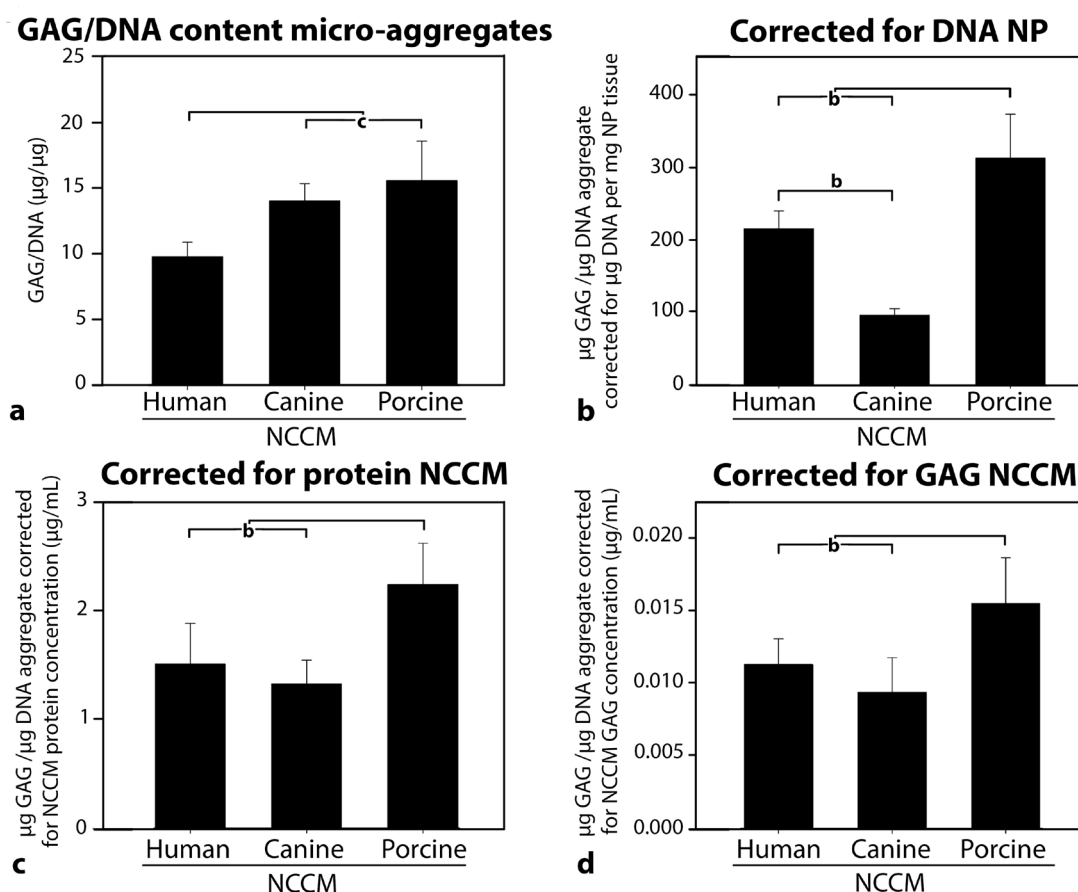 GAG/DNA content micro-aggregates
GAG/DNA (µg/µg)
25
20
15
10
5
0
c
Human Canine Porcine
NCCM
a
Corrected for DNA NP
µg GAG /µg DNA aggregate
corrected for µg DNA per mg NP tissue
400
300
200
100
0
b
b
Human Canine Porcine
NCCM
b
Corrected for protein NCCM
µg GAG /µg DNA aggregate corrected
for NCCM protein concentration (µg/mL)
3
2
1
0
b
Human Canine Porcine
NCCM
c
Corrected for GAG NCCM
µg GAG /µg DNA aggregate corrected
for NCCM GAG concentration (µg/mL)
0.020
0.015
0.010
0.005
0.000
b
Human Canine Porcine
NCCM
d